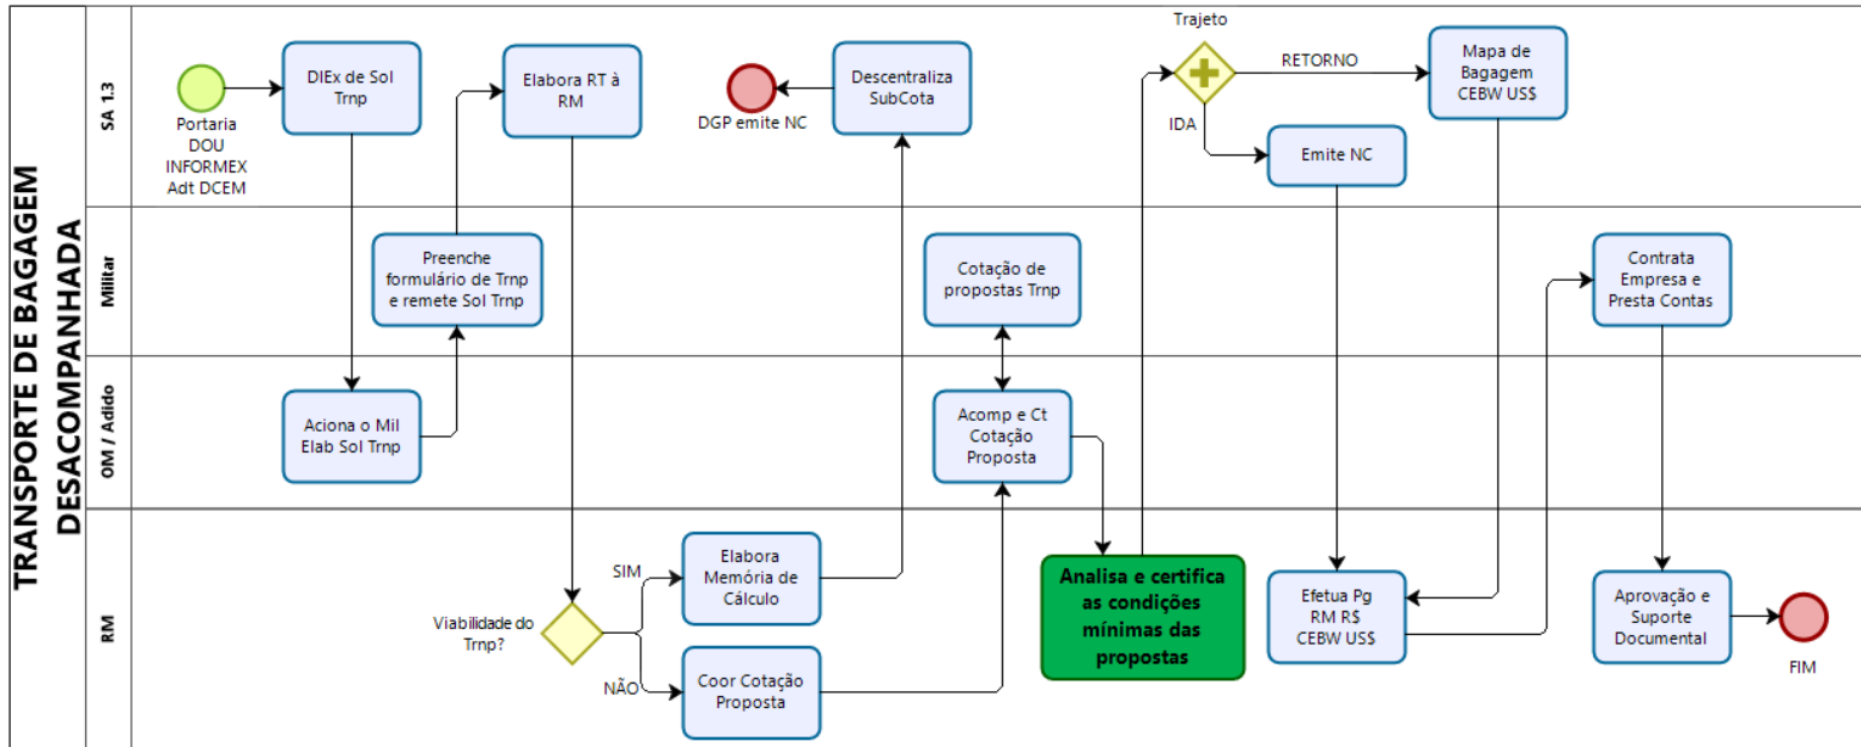 TRANSPORTE DE BAGAGEM
DESACOMPANHADA
SA 1.3
Portaria
DOU
INFORMEX
Adt DCEM
DIEx de Sol
Trnp
Elabora RT à
RM
DGP emite NC
Descentraliza
SubCota
Trajeto
RETORNO
IDA
Mapa de
Bagagem
CEBW US$
Emite NC
Militar
Preenche
formulário de Trnp
e remete Sol Trnp
Cotação de
propostas Trnp
Contrata
Empresa e
Presta Contas
OM / Adido
Aciona o Mil
Elab Sol Trnp
Acomp e Ct
Cotação
Proposta
RM
Viabilidade do
Trnp?
SIM
NÃO
Elabora
Memória de
Cálculo
Coor Cotação
Proposta
Analisa e certifica
as condições
mínimas das
propostas
Efetua Pg
RM R$
CEBW US$
Aprovação e
Suporte
Documental
FIM